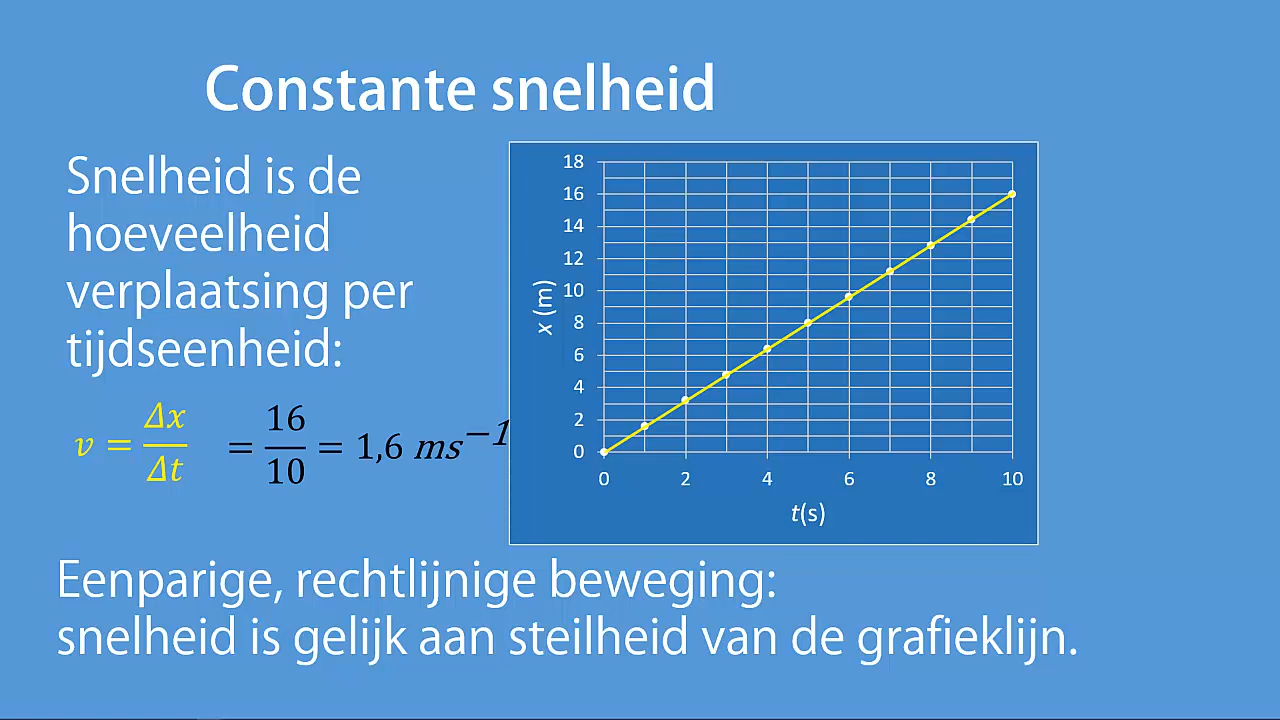 Constante snelheid
Snelheid is de
hoeveelheid
verplaatsing per
tijdseenheid:
v = Δx/Δt = 16/10 = 1,6 ms⁻¹
18
16
14
12
10
8
6
4
2
0
x (m)
0 2 4 6 8 10
t(s)
Eenparige, rechtlijnige beweging:
snelheid is gelijk aan steilheid van de grafieklijn.